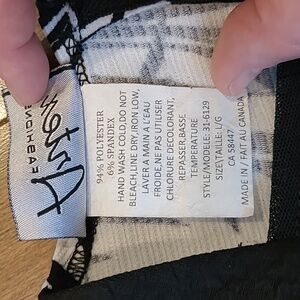 Artex
FASHIONS
94% POLYESTER
6% SPANDEX
HAND WASH COLD,DO NOT
BLEACH,LINE DRY,IRON LOW,
LAVER A MAIN A L'EAU
FROIDE,NE PAS UTILISER
CHLORURE DECOLORANT,
REPASSER,BASSE
TEMPERATURE
STYLE/MODELE: 31-6129
SIZE\TAILLE: L/G
CA 58447
MADE IN / FAIT AU CANADA